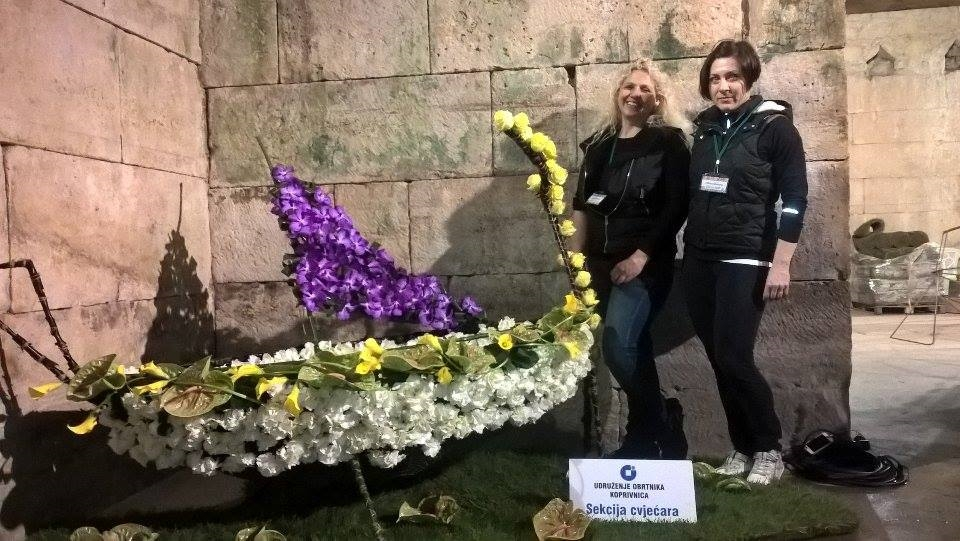 UDRUŽENJE OBRTNIKA
KOPRIVNICA
Sekcija cvjećara